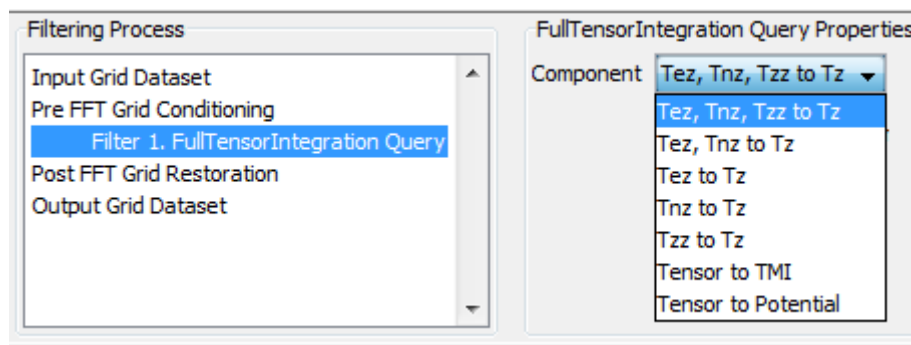 Filtering Process
Input Grid Dataset
Pre FFT Grid Conditioning
Filter 1. FullTensorIntegration Query
Post FFT Grid Restoration
Output Grid Dataset
FullTensorIntegration Query Properties
Component Tez, Tnz, Tzz to Tz
Tez, Tnz, Tzz to Tz
Tez, Tnz to Tz
Tez to Tz
Tnz to Tz
Tzz to Tz
Tensor to TMI
Tensor to Potential